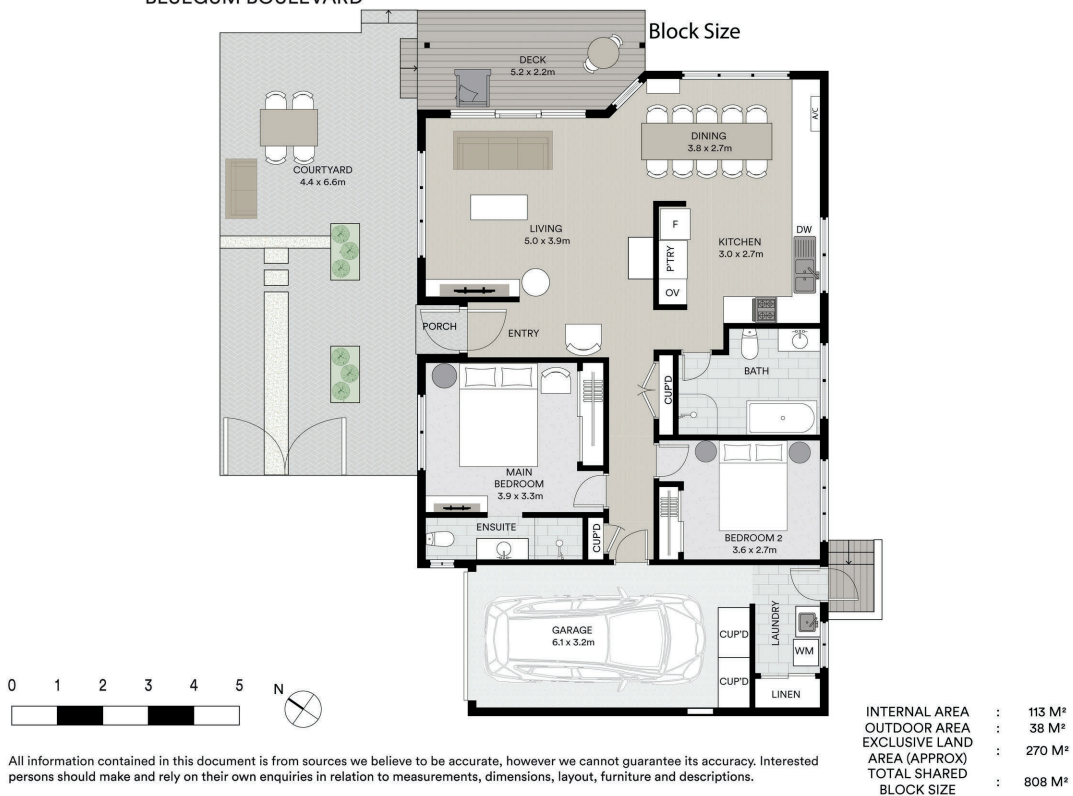 BLUEGUM BOULEVARD
Block Size
DECK
5.2 x 2.2m
A/C
DINING
3.8 x 2.7m
COURTYARD
4.4 x 6.6m
F
LIVING
5.0 x 3.9m
P'TRY
KITCHEN
3.0 x 2.7m
DW
OV
PORCH
ENTRY
BATH
CUP'D
MAIN
BEDROOM
3.9 x 3.3m
ENSUITE
CUP'D
BEDROOM 2
3.6 x 2.7m
GARAGE
6.1 x 3.2m
CUP'D
LAUNDRY
WM
CUP'D
LINEN
0 1 2 3 4 5
N
INTERNAL AREA : 113 M²
OUTDOOR AREA : 38 M²
EXCLUSIVE LAND
AREA (APPROX) : 270 M²
TOTAL SHARED
BLOCK SIZE : 808 M²
All information contained in this document is from sources we believe to be accurate, however we cannot guarantee its accuracy. Interested
persons should make and rely on their own enquiries in relation to measurements, dimensions, layout, furniture and descriptions.